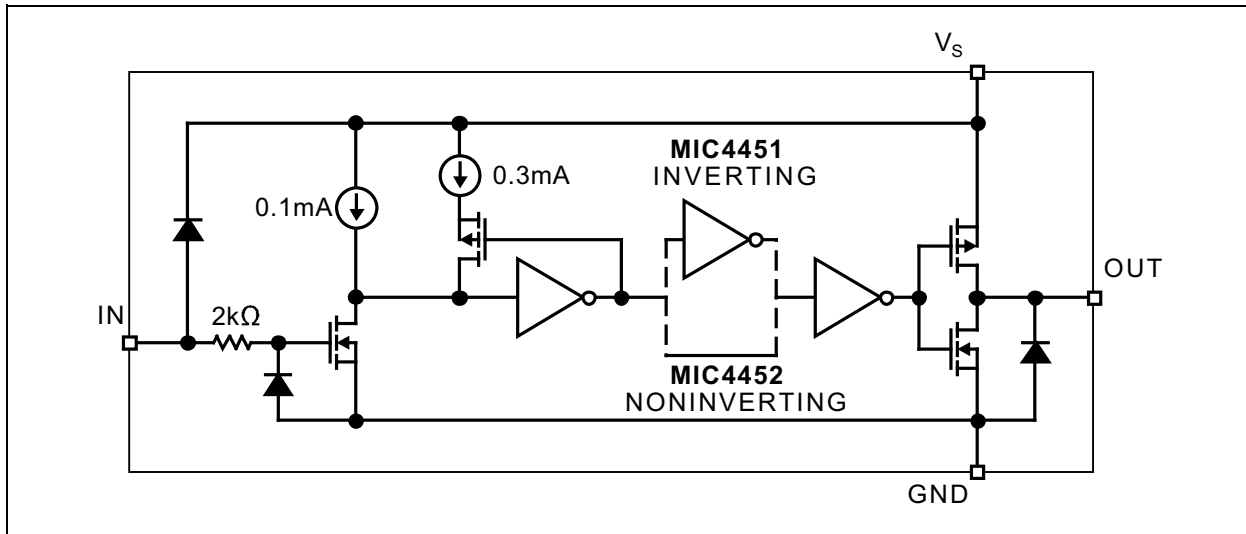 V_S
MIC4451
INVERTING
0.3mA
0.1mA
OUT
IN
2kΩ
MIC4452
NONINVERTING
GND